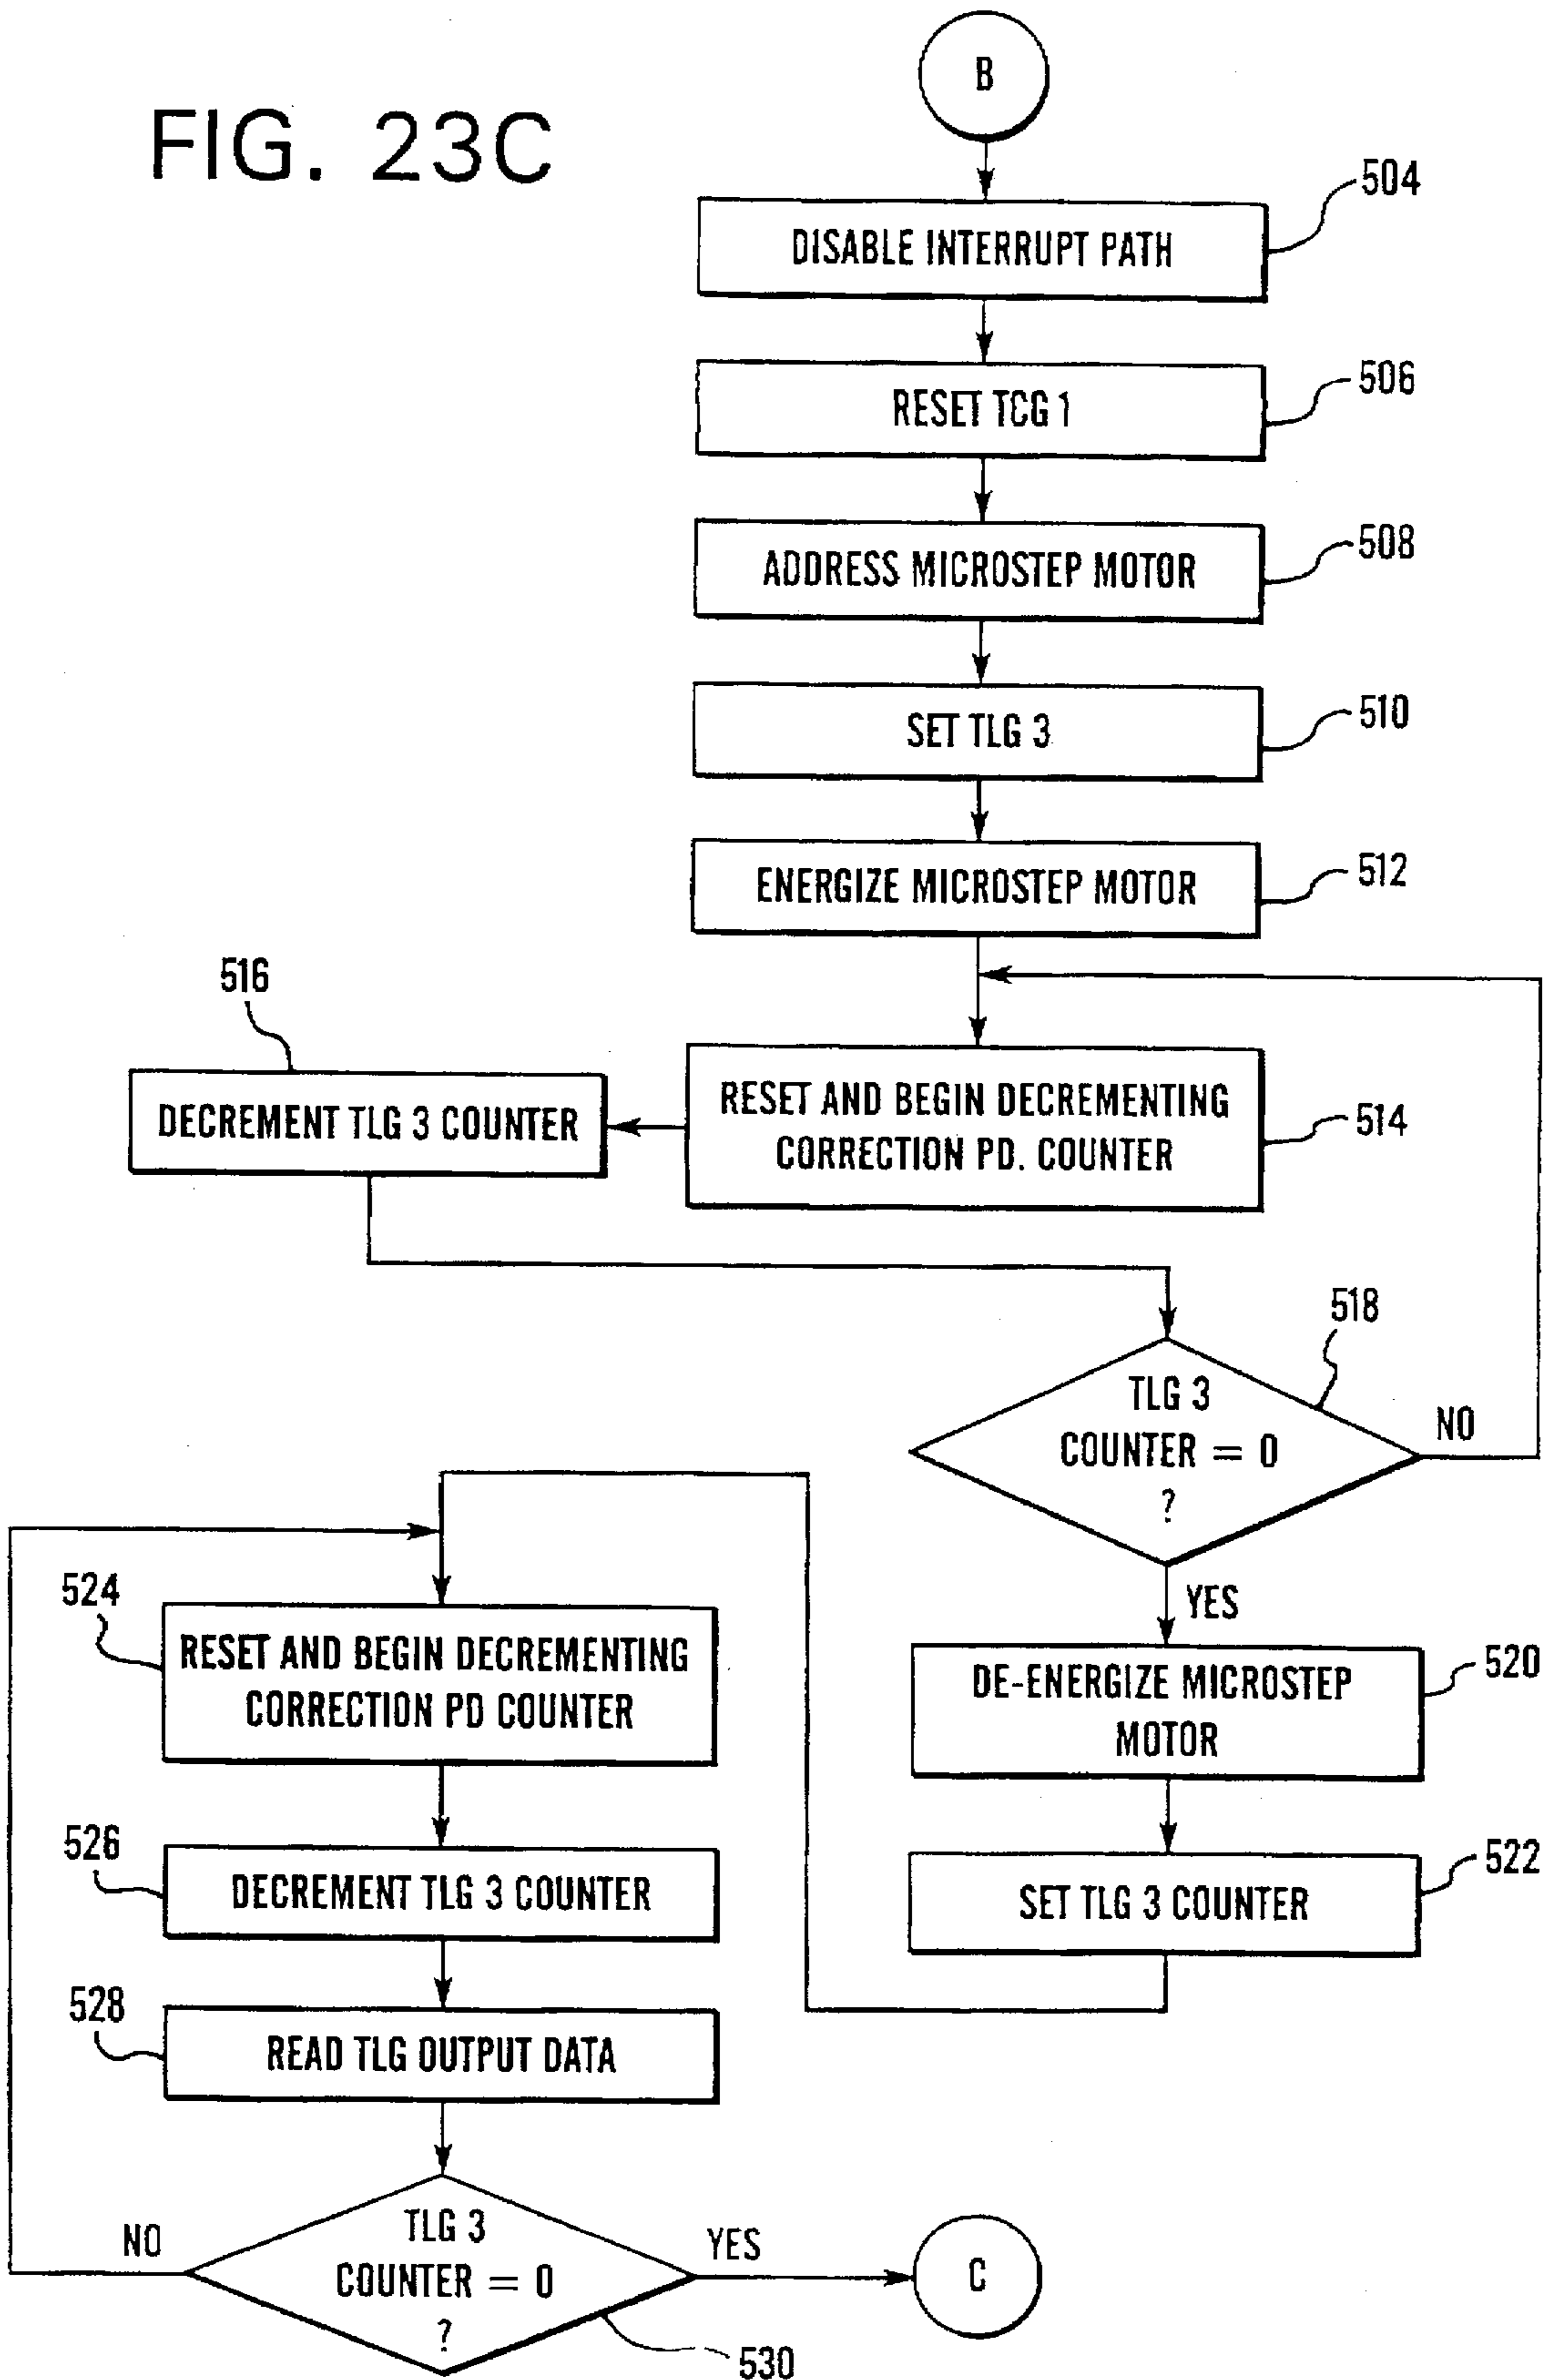 FIG. 23C
B
504
DISABLE INTERRUPT PATH
506
RESET TCG 1
508
ADDRESS MICROSTEP MOTOR
510
SET TLG 3
512
ENERGIZE MICROSTEP MOTOR
516
DECREMENT TLG 3 COUNTER
RESET AND BEGIN DECREMENTING
CORRECTION PD. COUNTER
514
518
TLG 3
COUNTER = 0
?
NO
YES
520
DE-ENERGIZE MICROSTEP
MOTOR
522
SET TLG 3 COUNTER
524
RESET AND BEGIN DECREMENTING
CORRECTION PD COUNTER
526
DECREMENT TLG 3 COUNTER
528
READ TLG OUTPUT DATA
NO
TLG 3
COUNTER = 0
?
YES
C
530